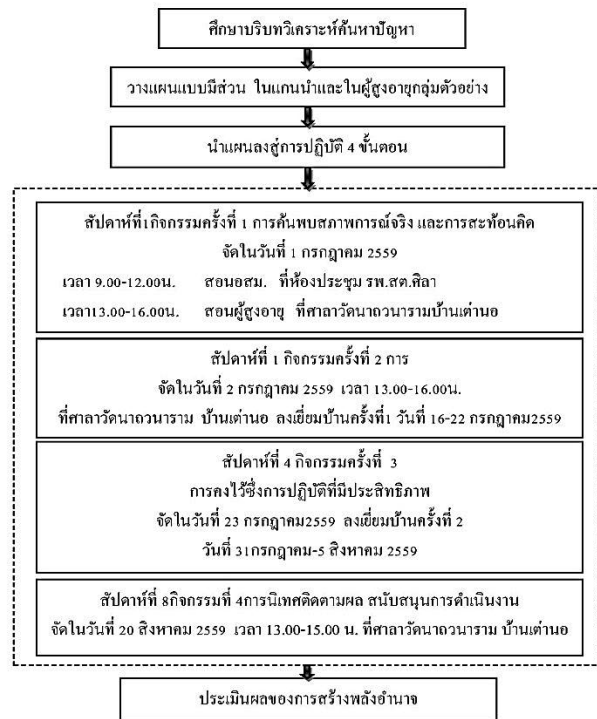 ศึกษาบริบทวิเคราะห์ค้นหาปัญหา
วางแผนแบบมีส่วน ในแกนนำและในผู้สูงอายุกลุ่มตัวอย่าง
นำแผนลงสู่การปฏิบัติ 4 ขั้นตอน
สัปดาห์ที่1กิจกรรมครั้งที่ 1 การค้นพบสภาพการณ์จริง และการสะท้อนคิด
จัดในวันที่ 1 กรกฎาคม 2559
เวลา 9.00-12.00น. สอนอสม. ที่ห้องประชุม รพ.สต.ศิลา
เวลา13.00-16.00น. สอนผู้สูงอายุ ที่ศาลาวัดนาถวนารามบ้านเต่านอ
สัปดาห์ที่ 1 กิจกรรมครั้งที่ 2 การ
จัดในวันที่ 2 กรกฎาคม 2559 เวลา 13.00-16.00น.
ที่ศาลาวัดนาถวนาราม บ้านเต่านอ ลงเยี่ยมบ้านครั้งที่1 วันที่ 16-22 กรกฎาคม2559
สัปดาห์ที่ 4 กิจกรรมครั้งที่ 3
การคงไว้ซึ่งการปฏิบัติที่มีประสิทธิภาพ
จัดในวันที่ 23 กรกฎาคม2559 ลงเยี่ยมบ้านครั้งที่ 2
วันที่ 31กรกฎาคม-5 สิงหาคม 2559
สัปดาห์ที่ 8กิจกรรมที่ 4การนิเทศติดตามผล สนับสนุนการดำเนินงาน
จัดในวันที่ 20 สิงหาคม 2559 เวลา 13.00-15.00 น. ที่ศาลาวัดนาถวนาราม บ้านเต่านอ
ประเมินผลของการสร้างพลังอำนาจ